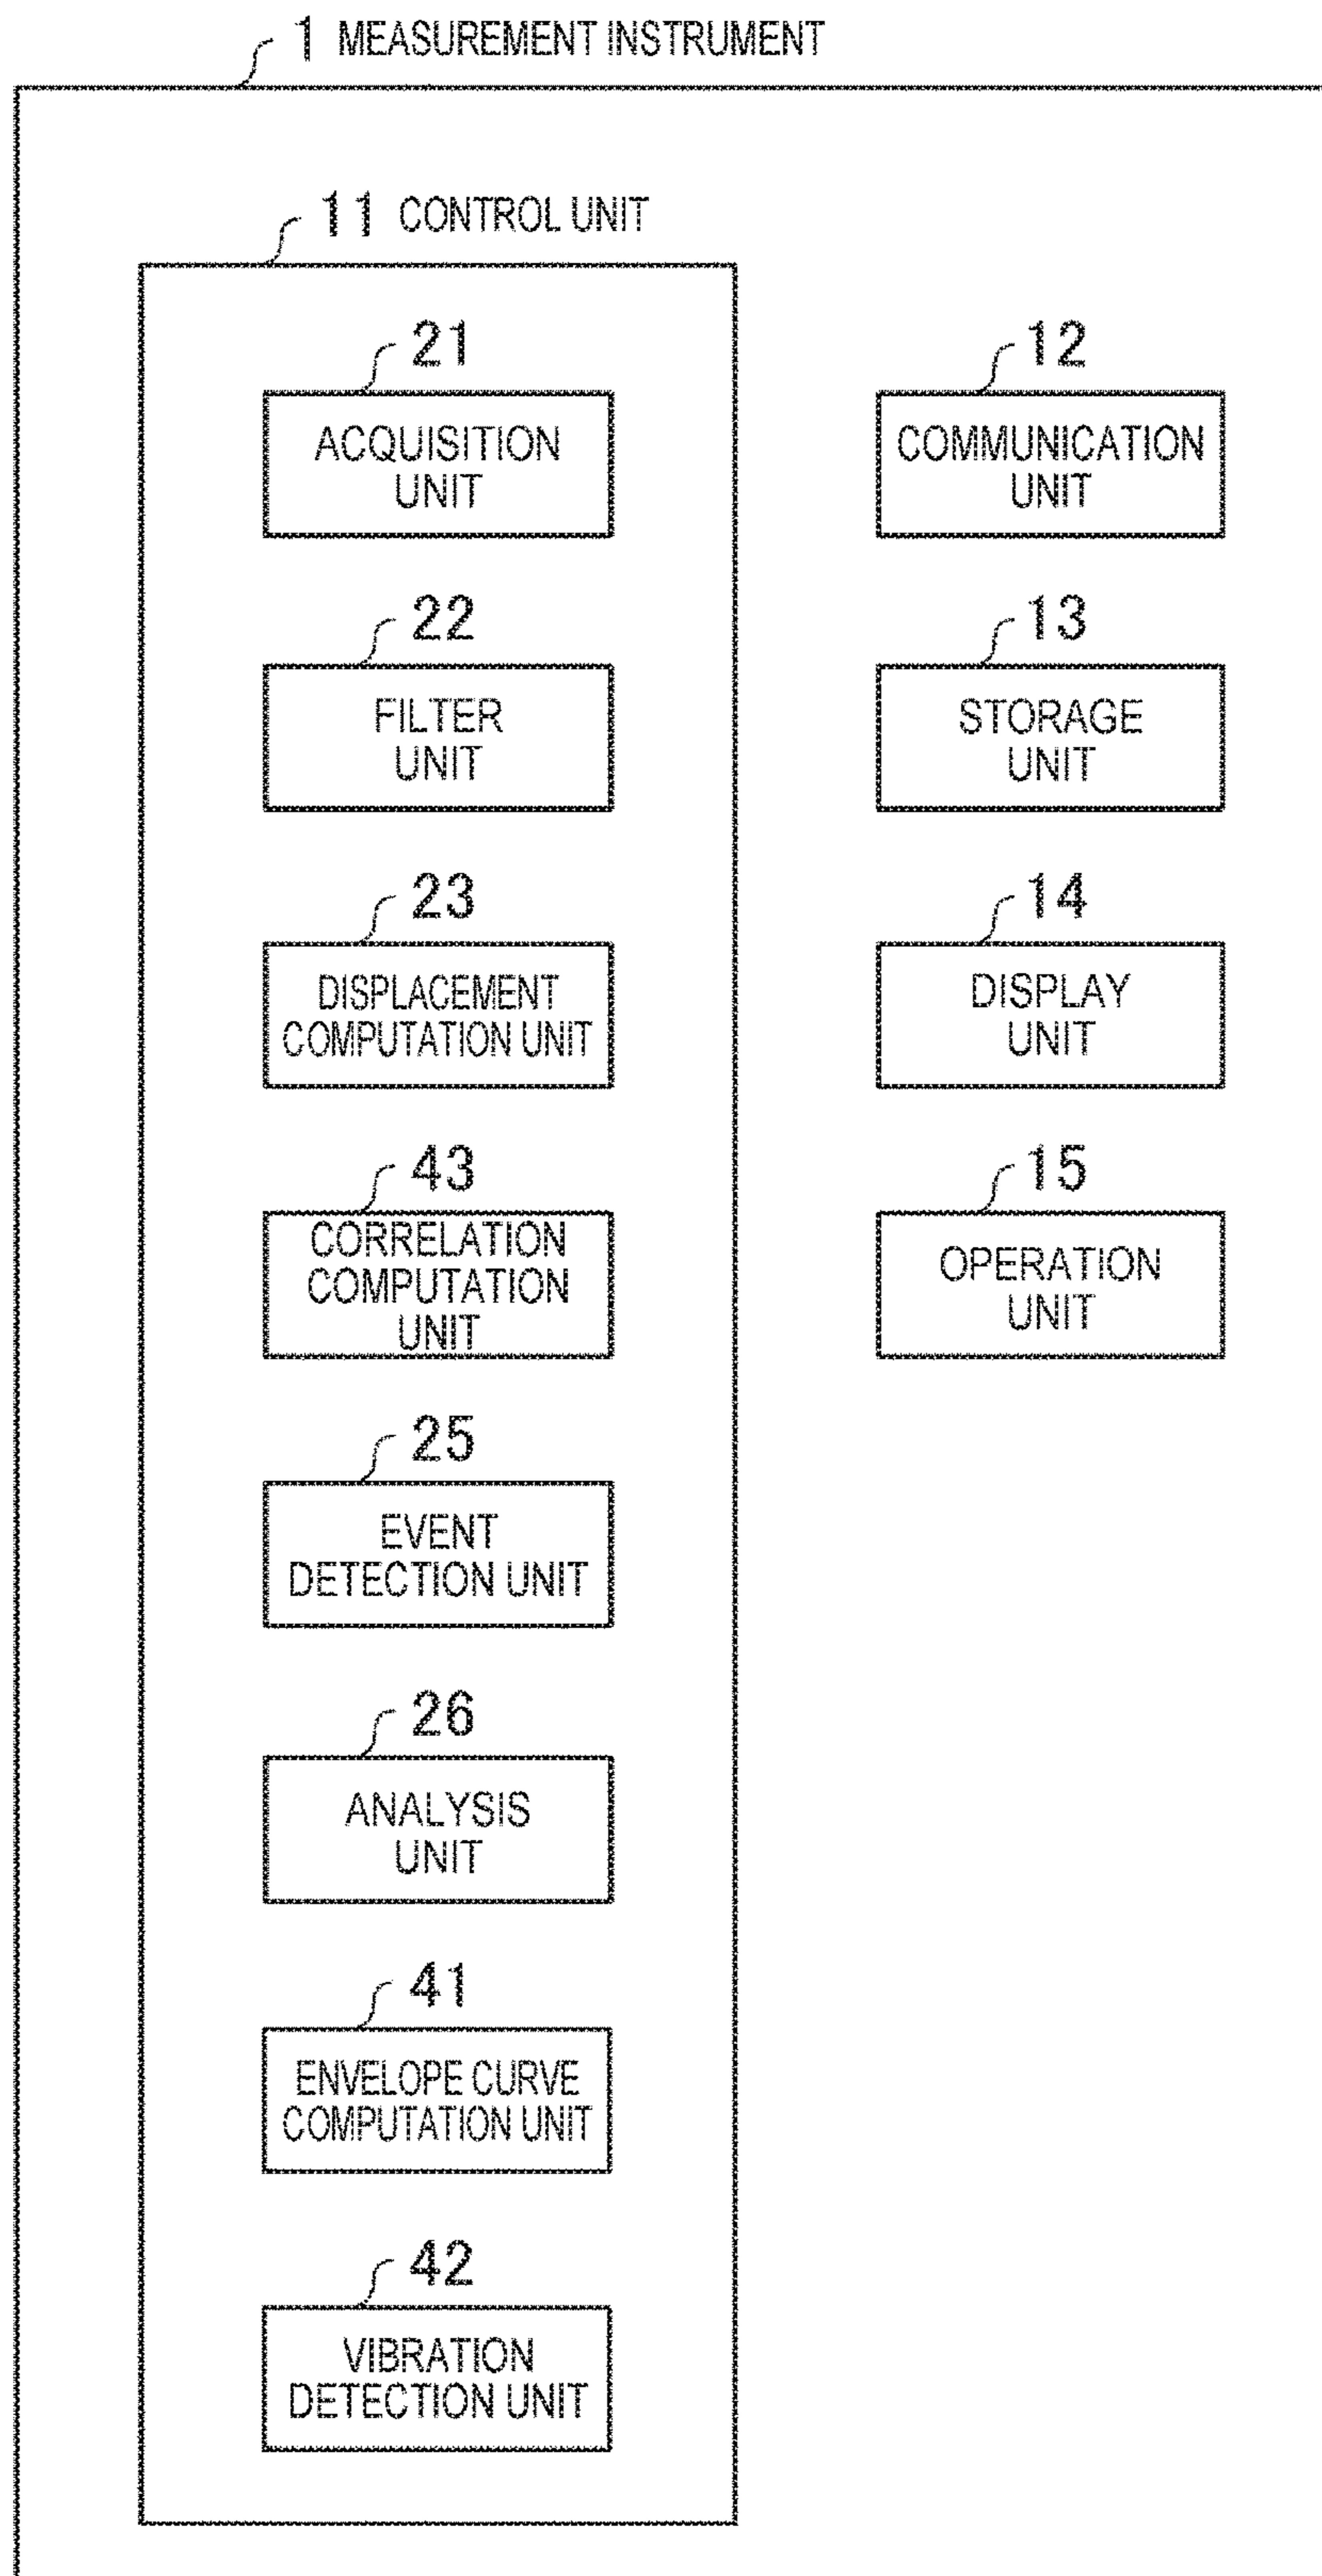 1 MEASUREMENT INSTRUMENT
11 CONTROL UNIT
21
ACQUISITION
UNIT
22
FILTER
UNIT
23
DISPLACEMENT
COMPUTATION UNIT
43
CORRELATION
COMPUTATION
UNIT
25
EVENT
DETECTION UNIT
26
ANALYSIS
UNIT
41
ENVELOPE CURVE
COMPUTATION UNIT
42
VIBRATION
DETECTION UNIT
12
COMMUNICATION
UNIT
13
STORAGE
UNIT
14
DISPLAY
UNIT
15
OPERATION
UNIT